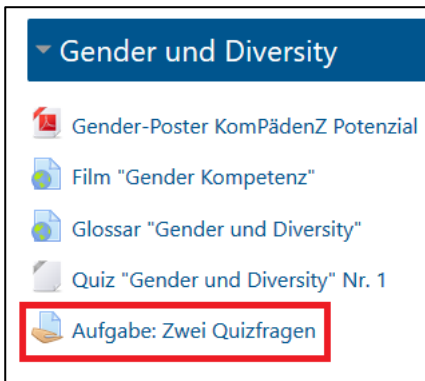 Gender und Diversity
Gender-Poster KomPädenZ Potenzial
Film "Gender Kompetenz"
Glossar "Gender und Diversity"
Quiz "Gender und Diversity" Nr. 1
Aufgabe: Zwei Quizfragen